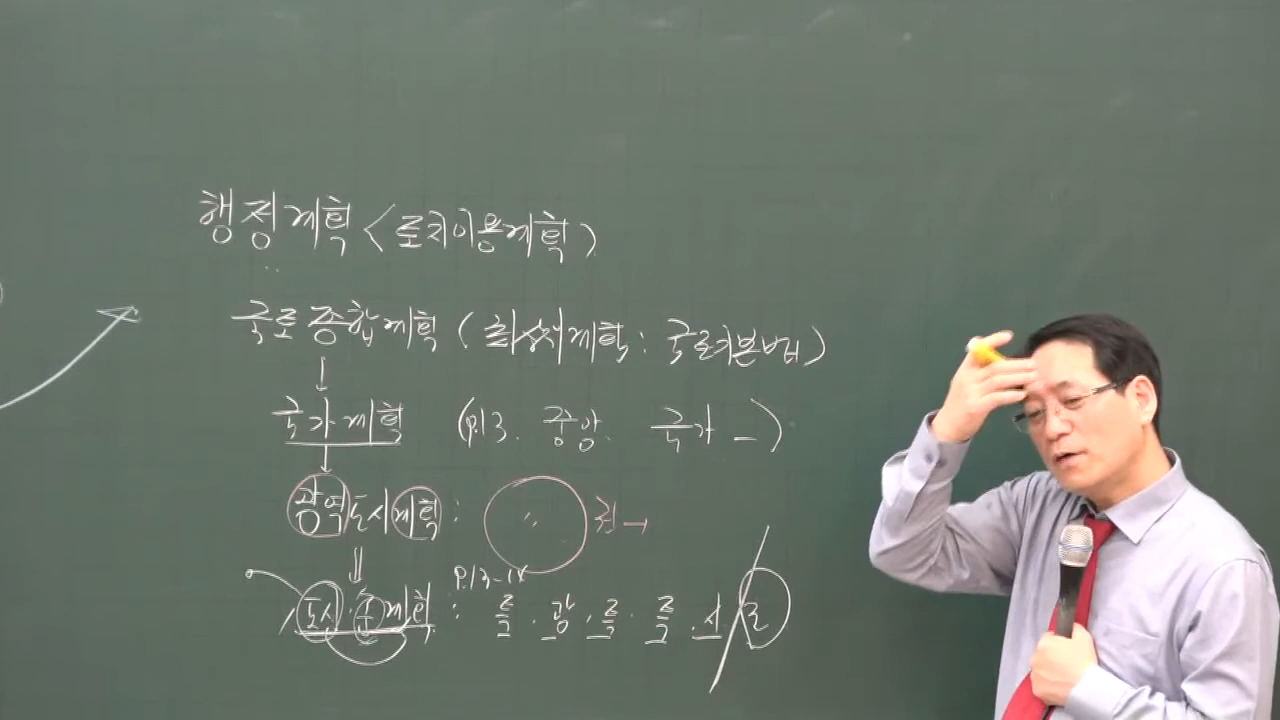 행정계획 < 토지이용계획 >
국토종합계획 ( 최상위계획 : 국토기본법 )
↓
국가계획 ( P.13. 중앙. 국가 - )
↓
광역도시계획 : 권→
⇓
P.13-14
도시·군계획 : 특·광·특·특·시/군